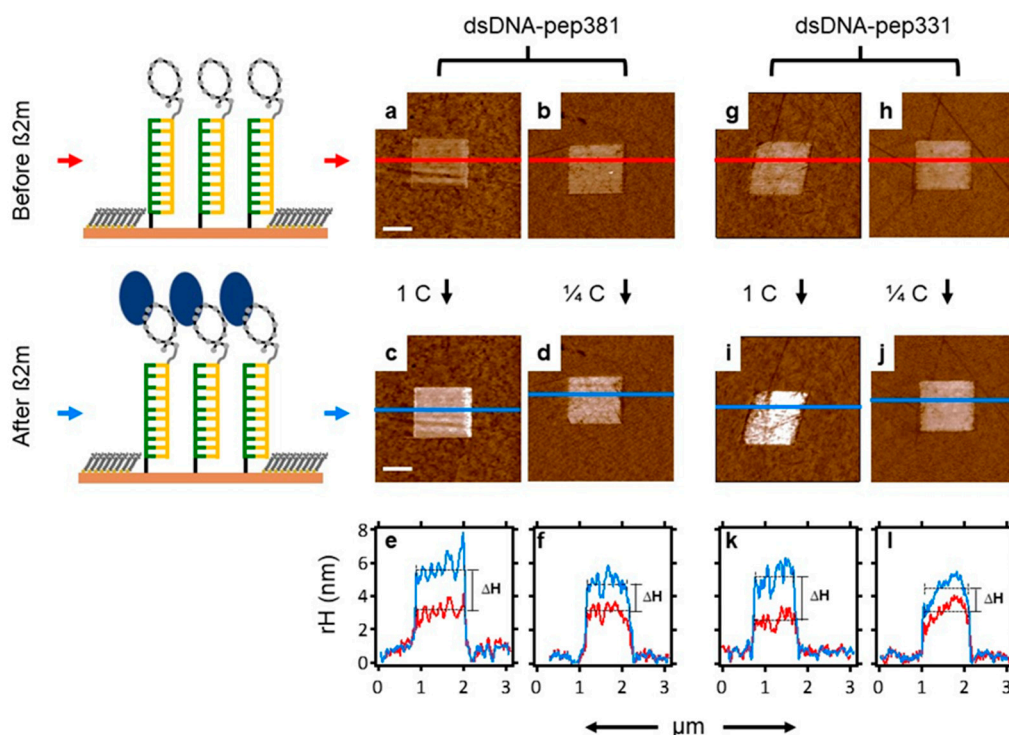 dsDNA-pep381
dsDNA-pep331
Before ß2m
a
b
g
h
1 C
¼ C
1 C
¼ C
After ß2m
c
d
i
j
rH (nm)
8
6
4
2
0
e
ΔH
f
ΔH
k
ΔH
l
ΔH
0 1 2 3
0 1 2 3
0 1 2 3
0 1 2 3
µm